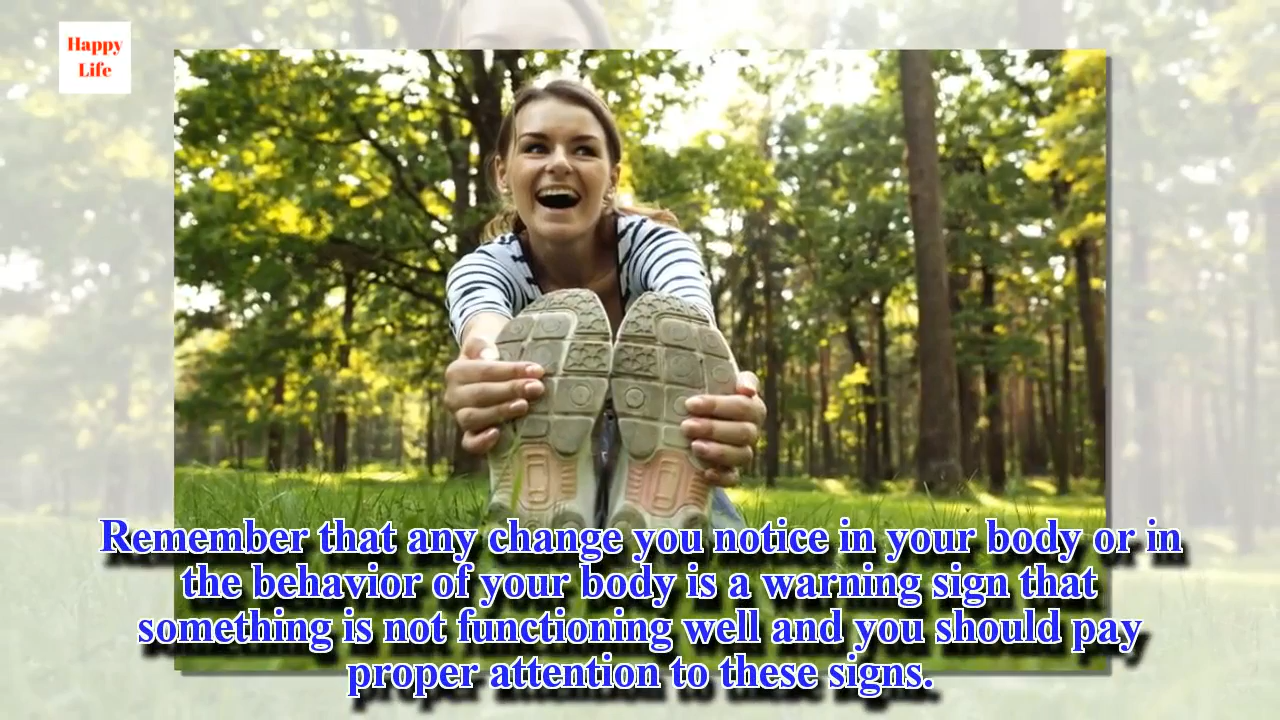 Happy
Life
Remember that any change you notice in your body or in
the behavior of your body is a warning sign that
something is not functioning well and you should pay
proper attention to these signs.